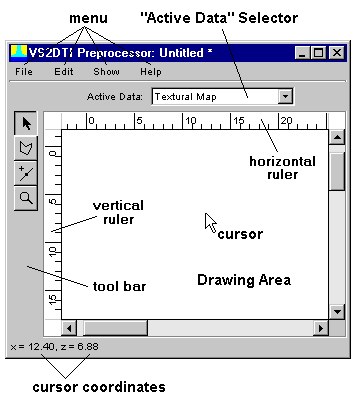 menu
"Active Data" Selector
VS2DTI Preprocessor: Untitled *
File Edit Show Help
Active Data: Textural Map
0 5 10 15 20
horizontal
ruler
0
5
10
15
vertical
ruler
cursor
tool bar
Drawing Area
x = 12.40, z = 6.88
cursor coordinates